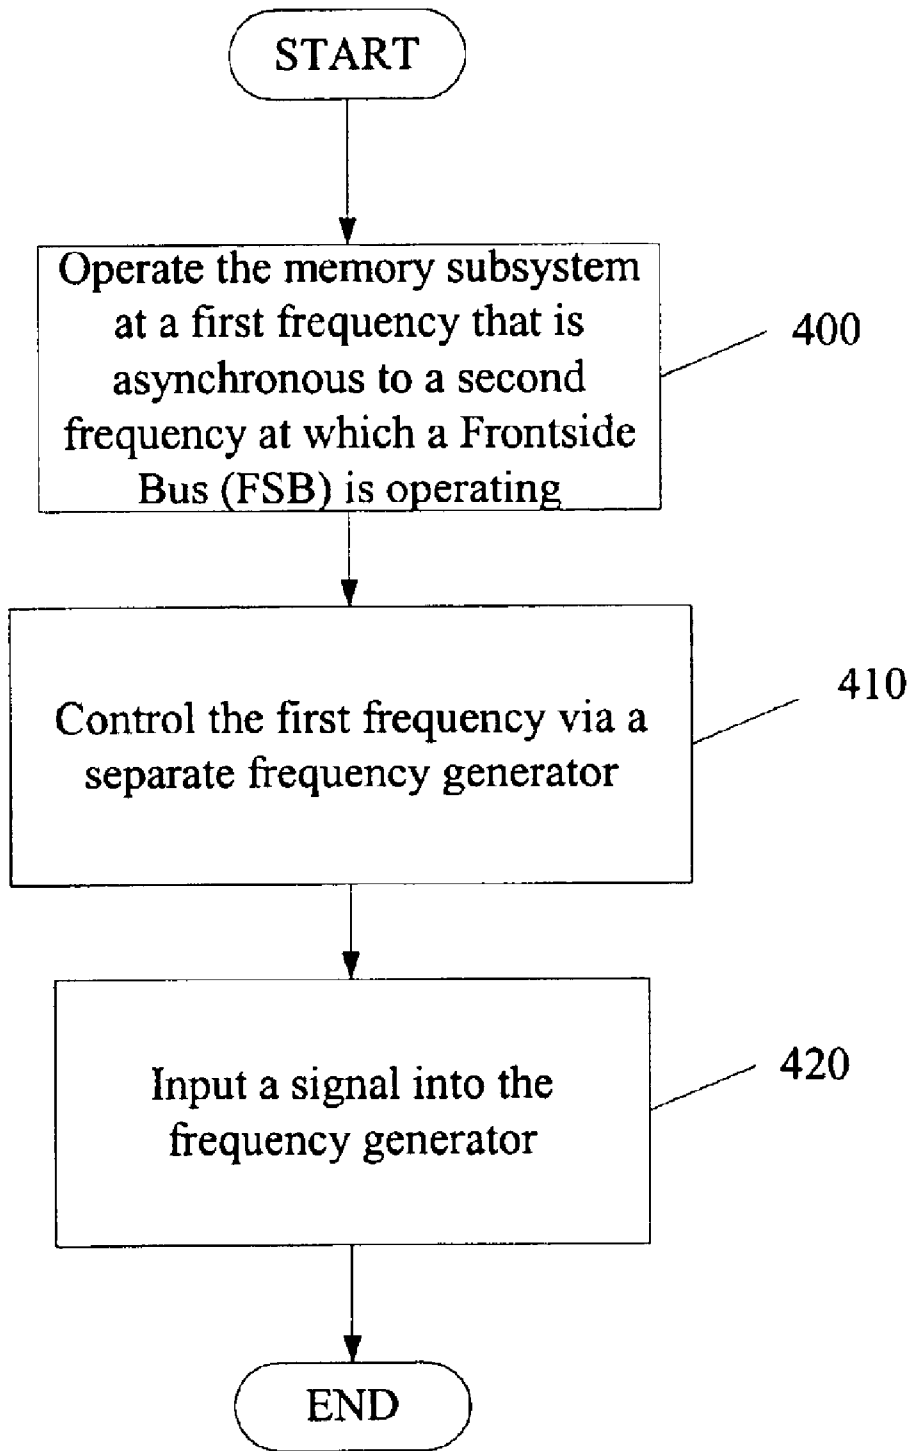 START
Operate the memory subsystem
at a first frequency that is
asynchronous to a second
frequency at which a Frontside
Bus (FSB) is operating
400
Control the first frequency via a
separate frequency generator
410
Input a signal into the
frequency generator
420
END